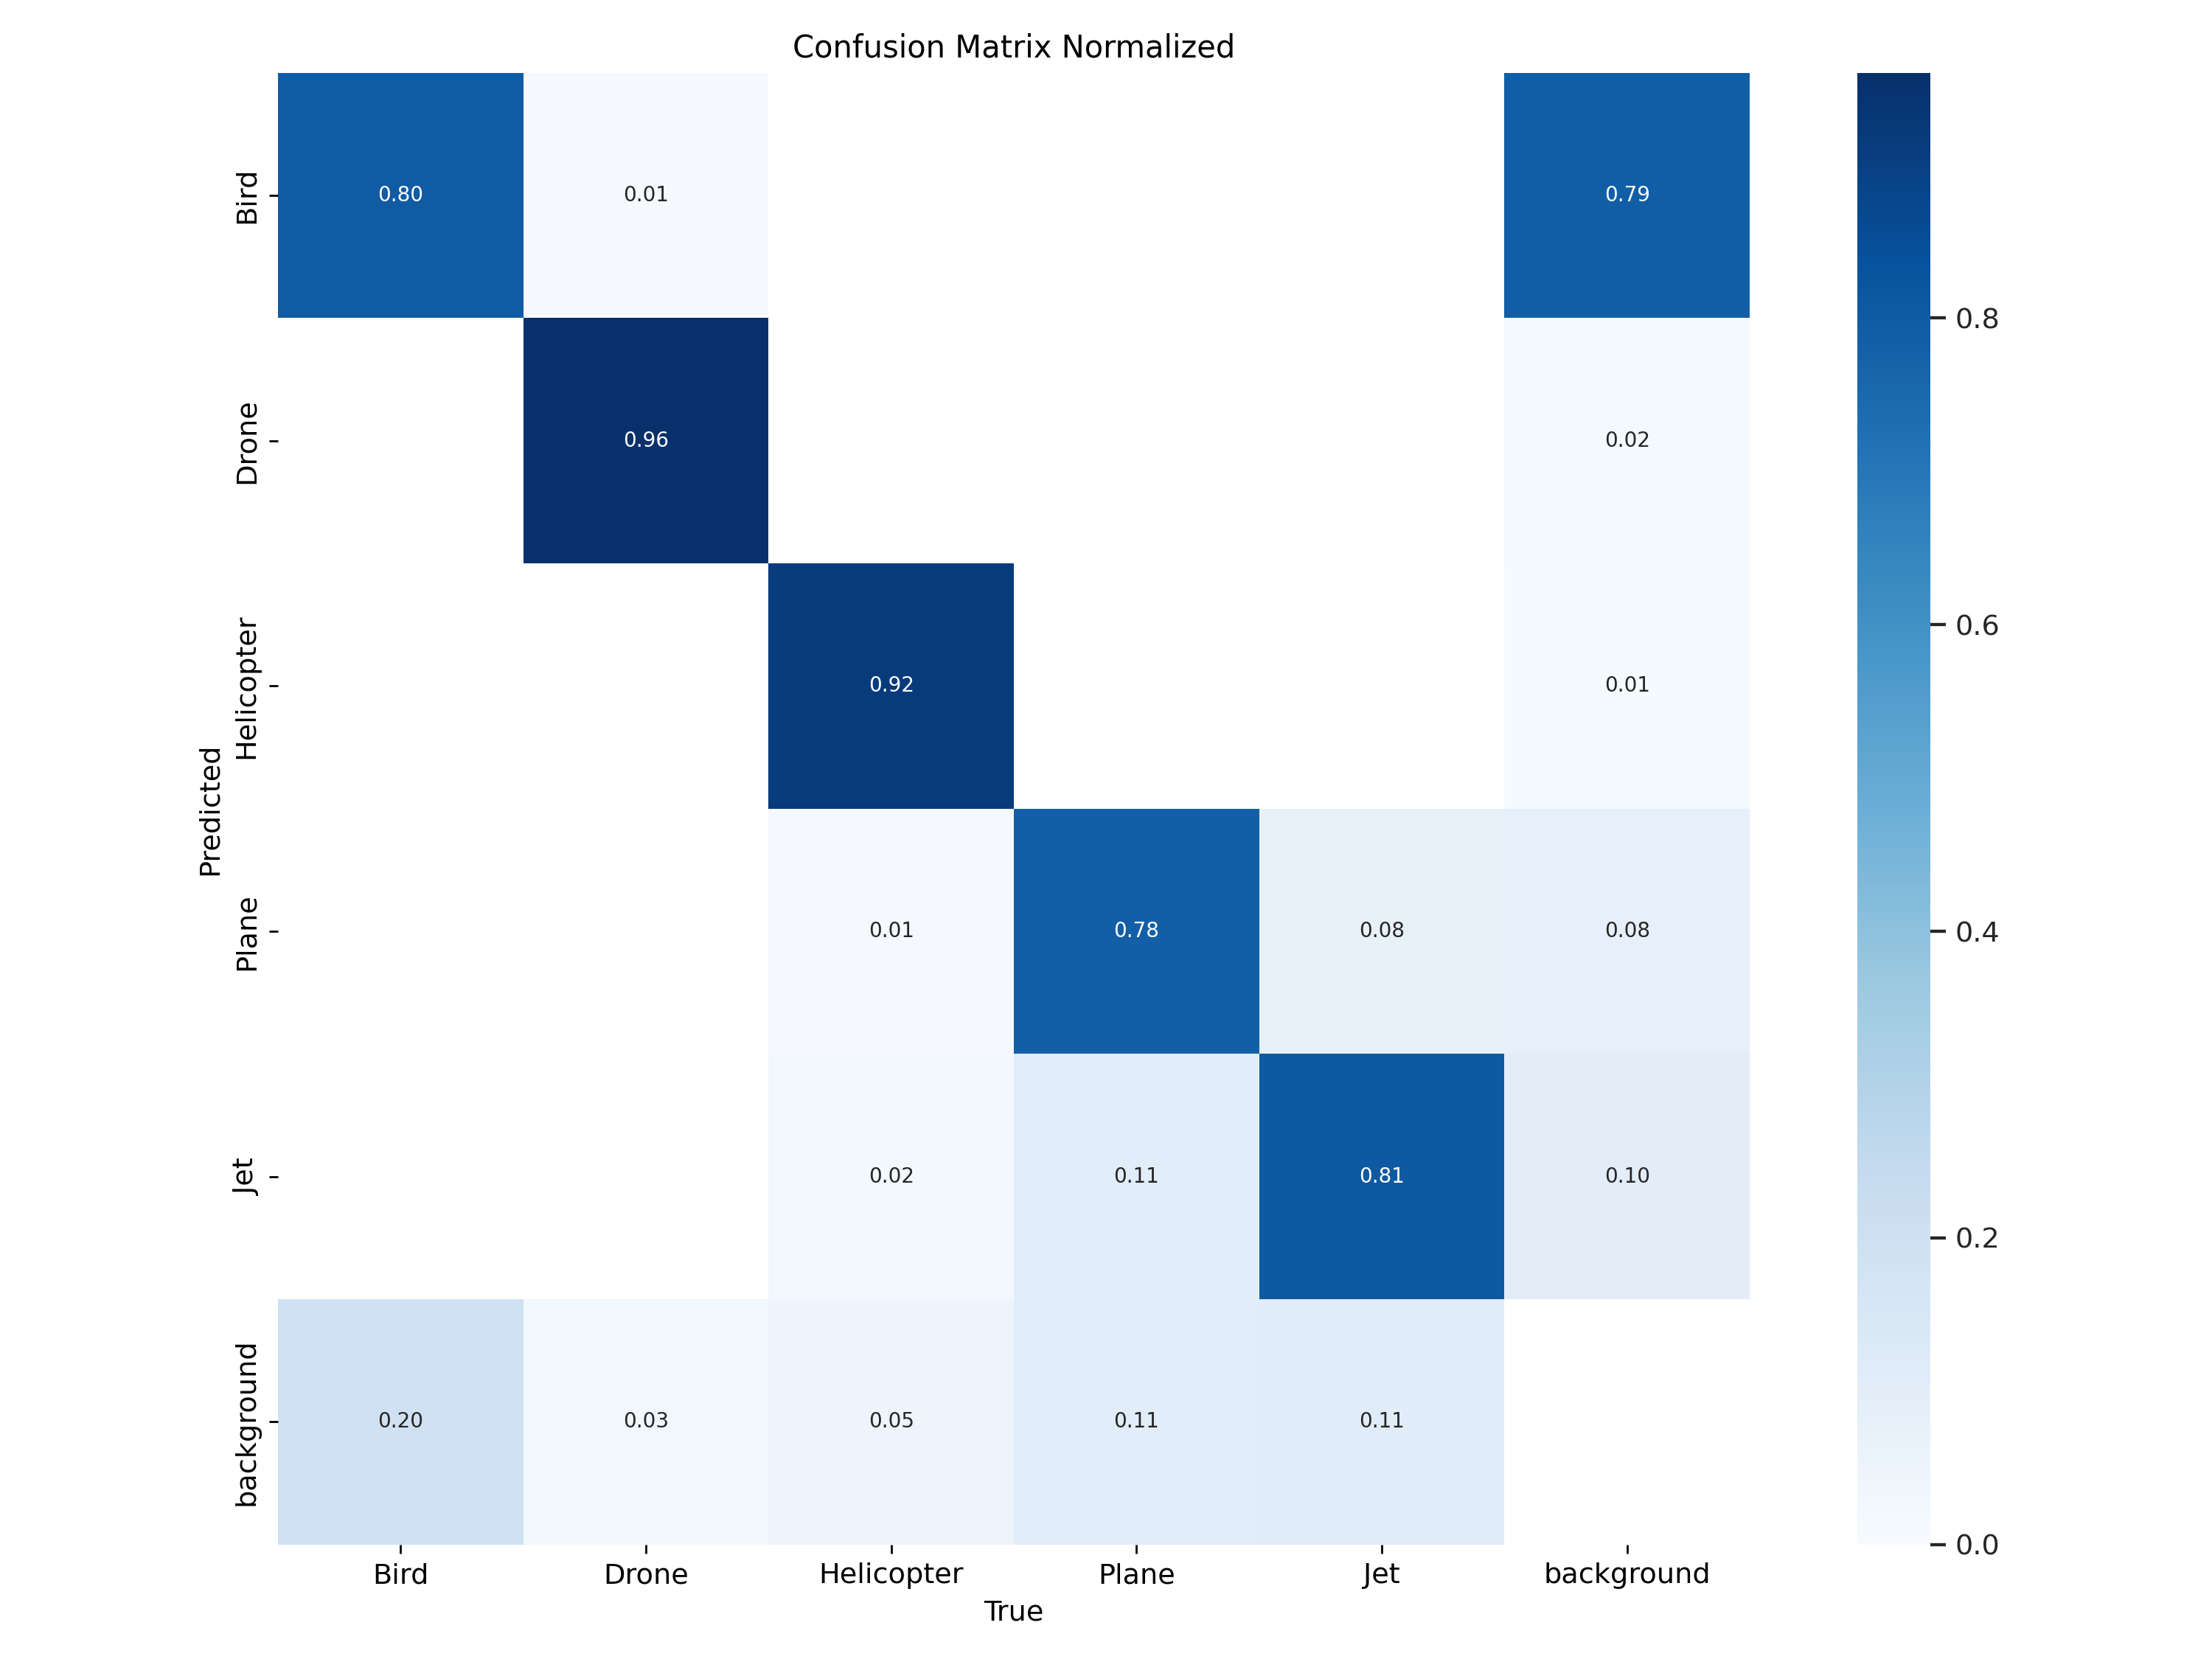 Confusion Matrix Normalized
Bird
0.80
0.01
0.79
0.8
Drone
0.96
0.02
0.6
Helicopter
0.92
0.01
Predicted
Plane
0.01
0.78
0.08
0.08
0.4
Jet
0.02
0.11
0.81
0.10
0.2
background
0.20
0.03
0.05
0.11
0.11
0.0
Bird
Drone
Helicopter
Plane
Jet
background
True